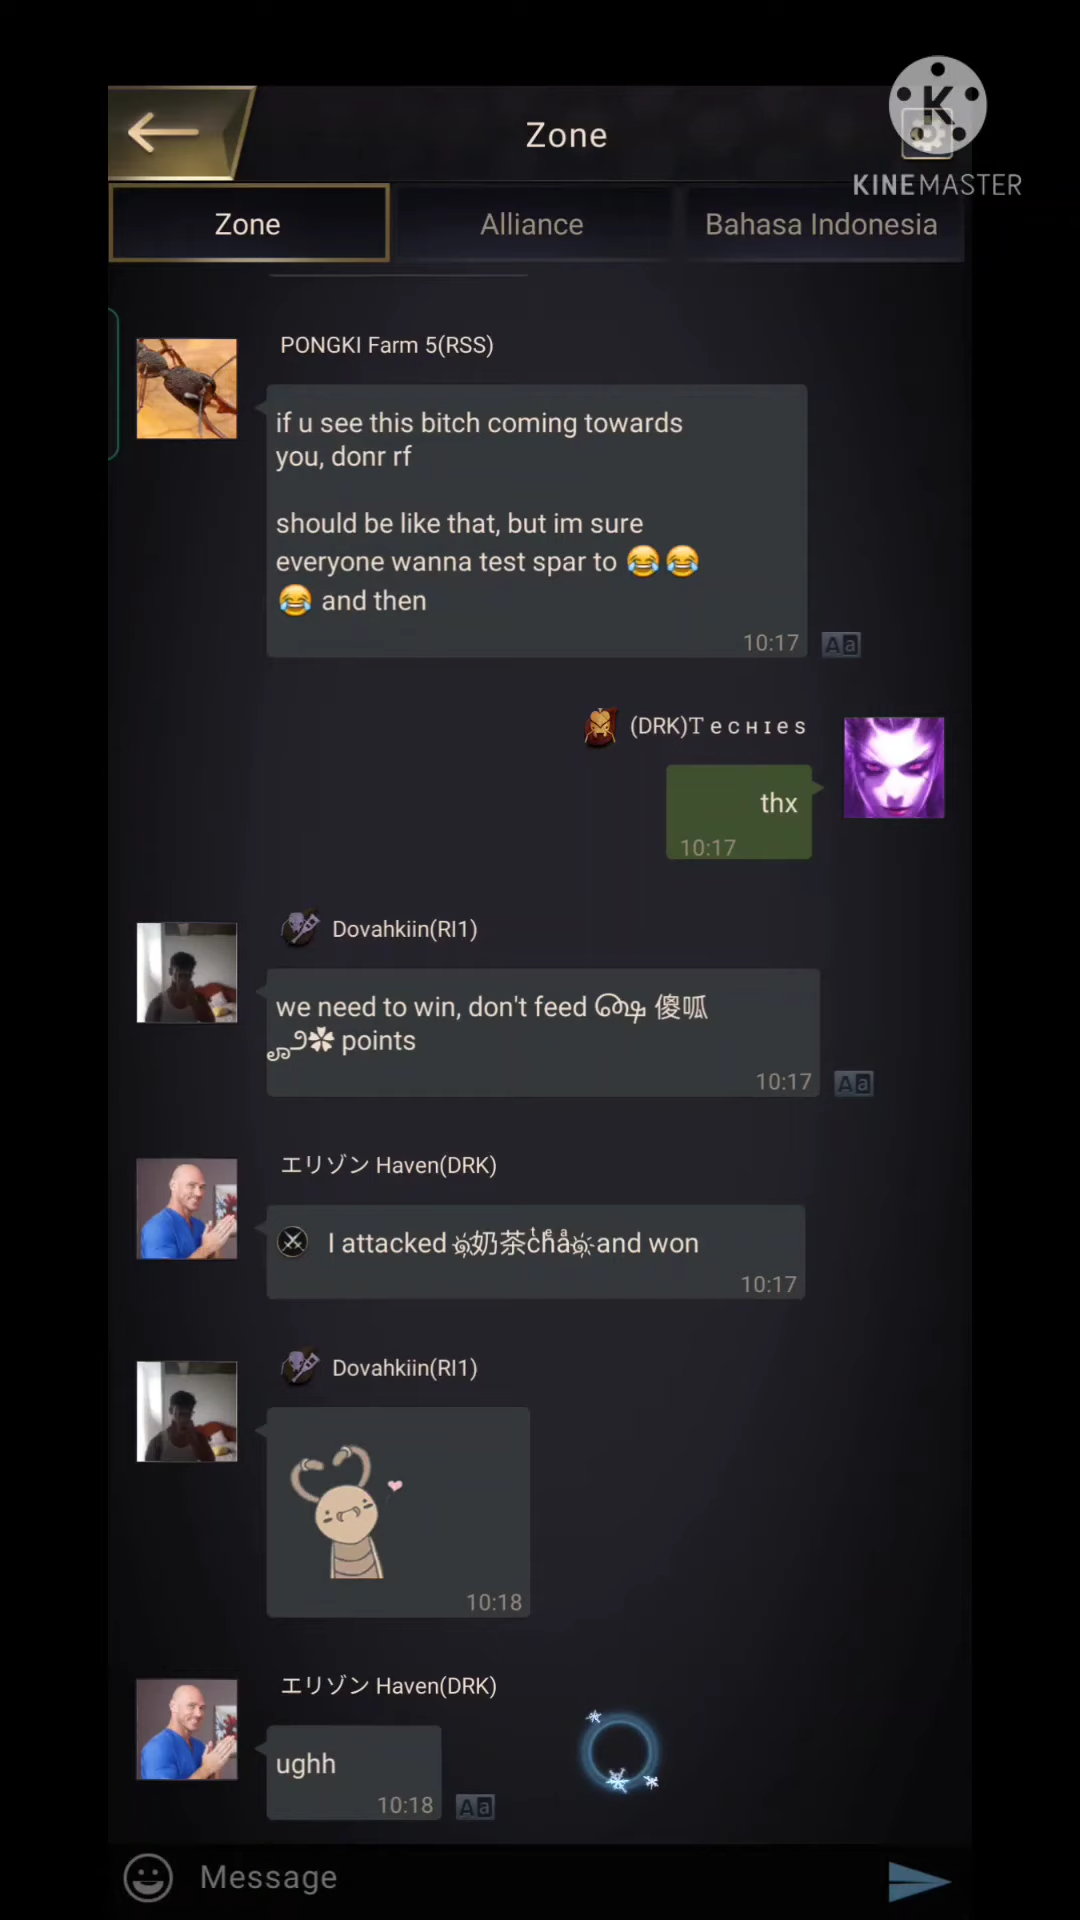 KINEMASTER
Zone
Zone
Alliance
Bahasa Indonesia
PONGKI Farm 5(RSS)
if u see this bitch coming towards
you, donr rf
should be like that, but im sure
everyone wanna test spar to 😂😂
😂 and then
10:17
Aa
(DRK)T ᴇ ᴄ ʜ ɪ ᴇ s
thx
10:17
Dovahkiin(RI1)
we need to win, don't feed 傻呱
points
10:17
Aa
エリゾン Haven(DRK)
I attacked 奶茶 and won
10:17
Dovahkiin(RI1)
10:18
エリゾン Haven(DRK)
ughh
10:18
Aa
Message